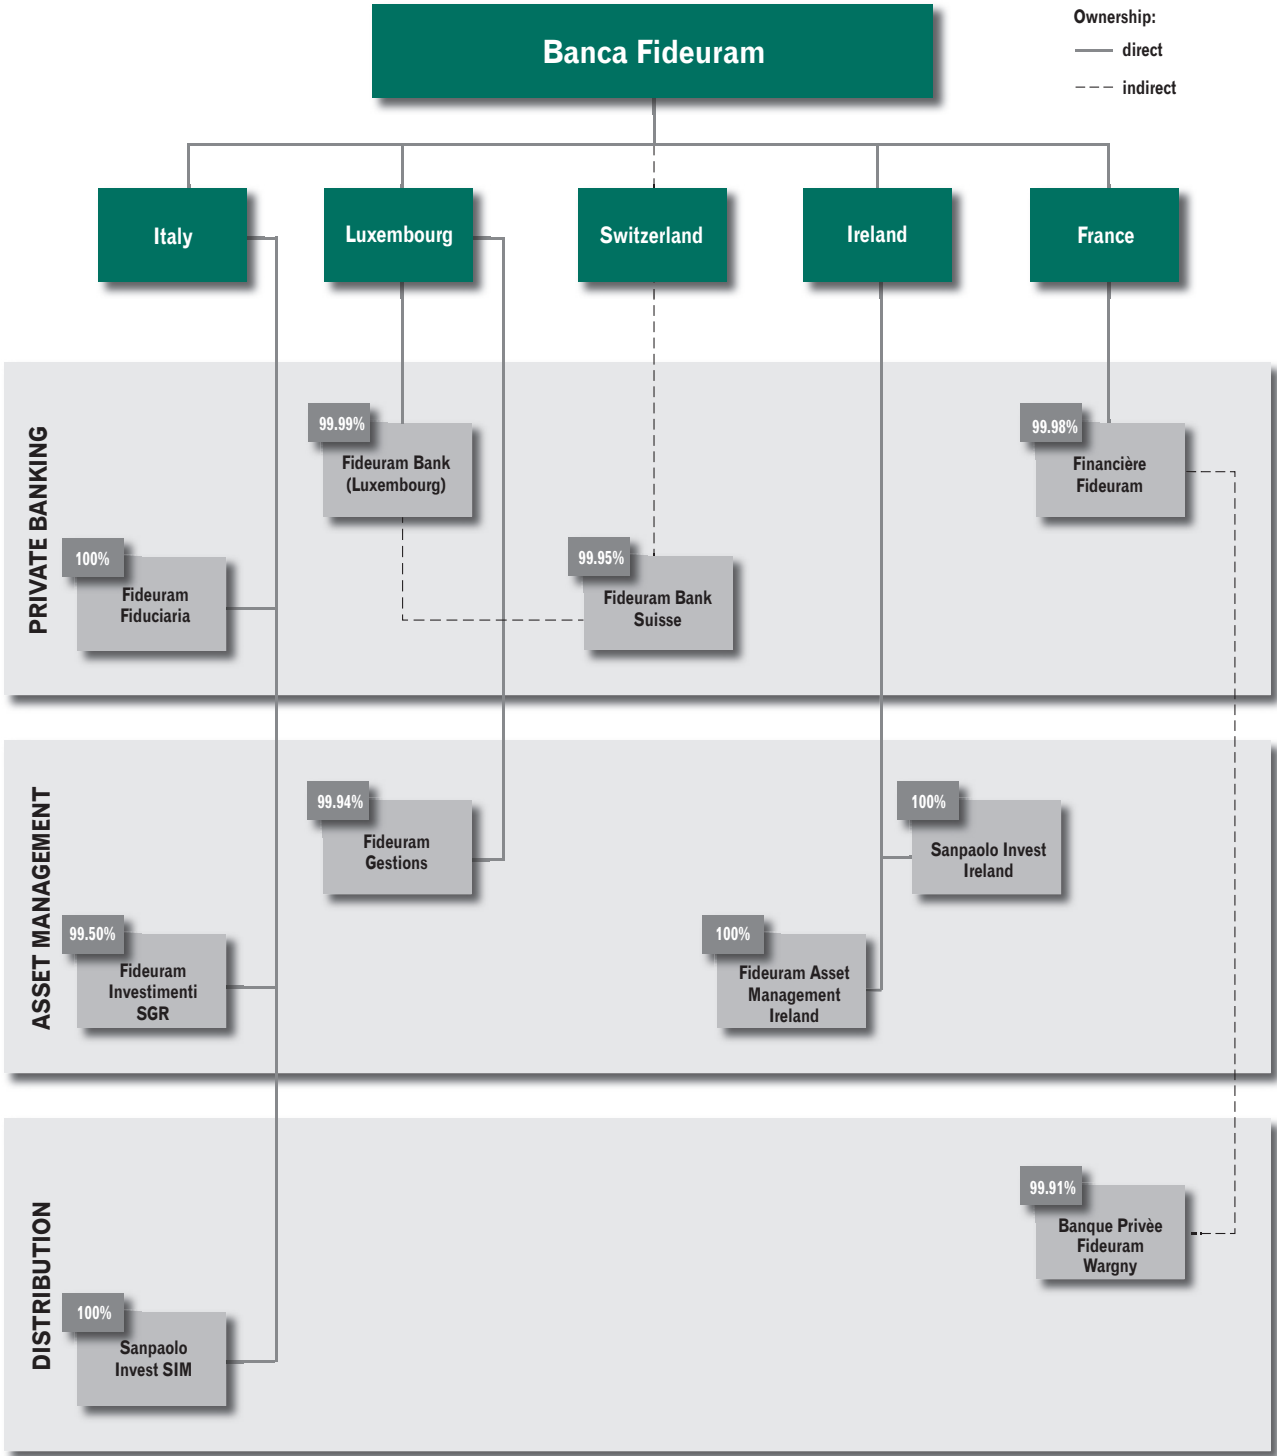 Banca Fideuram
Ownership:
direct
indirect
Italy
Luxembourg
Switzerland
Ireland
France
PRIVATE BANKING
99.99%
Fideuram Bank
(Luxembourg)
99.98%
Financière
Fideuram
100%
Fideuram
Fiduciaria
99.95%
Fideuram Bank
Suisse
ASSET MANAGEMENT
99.94%
Fideuram
Gestions
100%
Sanpaolo Invest
Ireland
99.50%
Fideuram
Investimenti
SGR
100%
Fideuram Asset
Management
Ireland
DISTRIBUTION
99.91%
Banque Privèe
Fideuram
Wargny
100%
Sanpaolo
Invest SIM